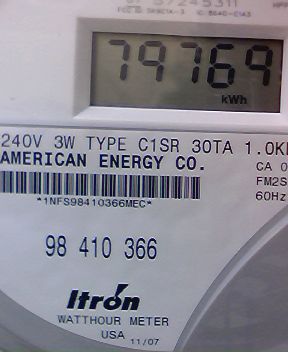 57245311
79769
kWh
240V 3W TYPE C1SR 30TA 1.0K
AMERICAN ENERGY CO.
CA 0
FM2S
*1NFS98410366MEC*
60Hz
98 410 366
Itron
WATTHOUR METER
USA 11/07